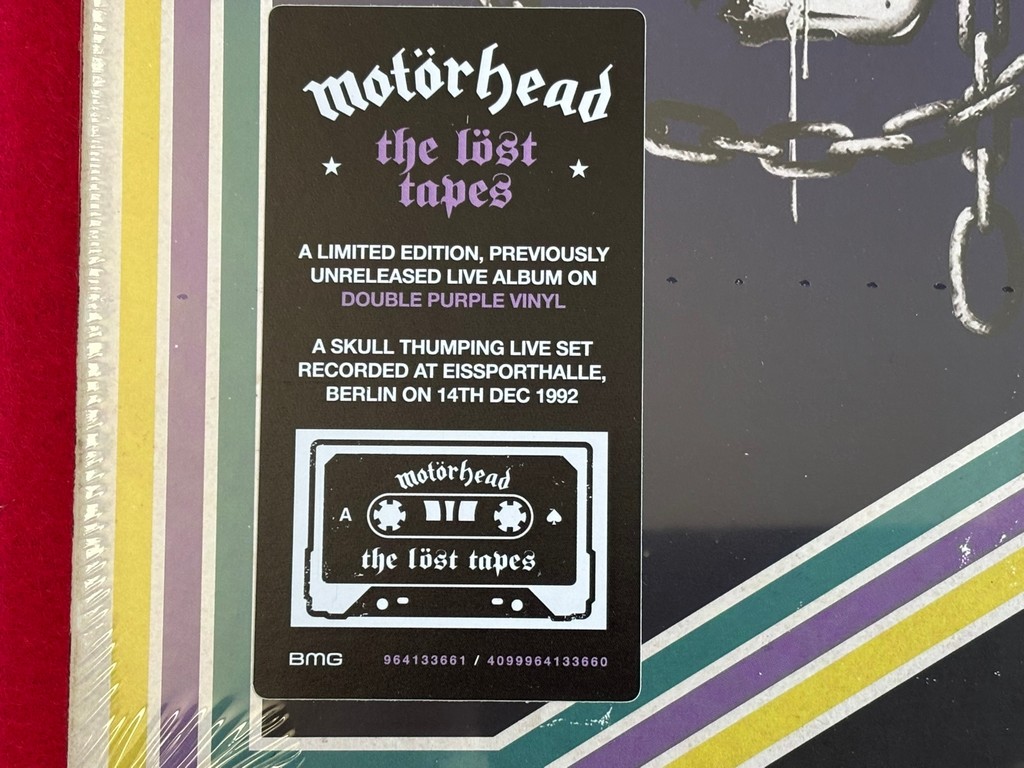 motörhead
the löst
tapes
A LIMITED EDITION, PREVIOUSLY
UNRELEASED LIVE ALBUM ON
DOUBLE PURPLE VINYL
A SKULL THUMPING LIVE SET
RECORDED AT EISSPORTHALLE,
BERLIN ON 14TH DEC 1992
motörhead
A
the löst tapes
BMG 964133661 / 4099964133660